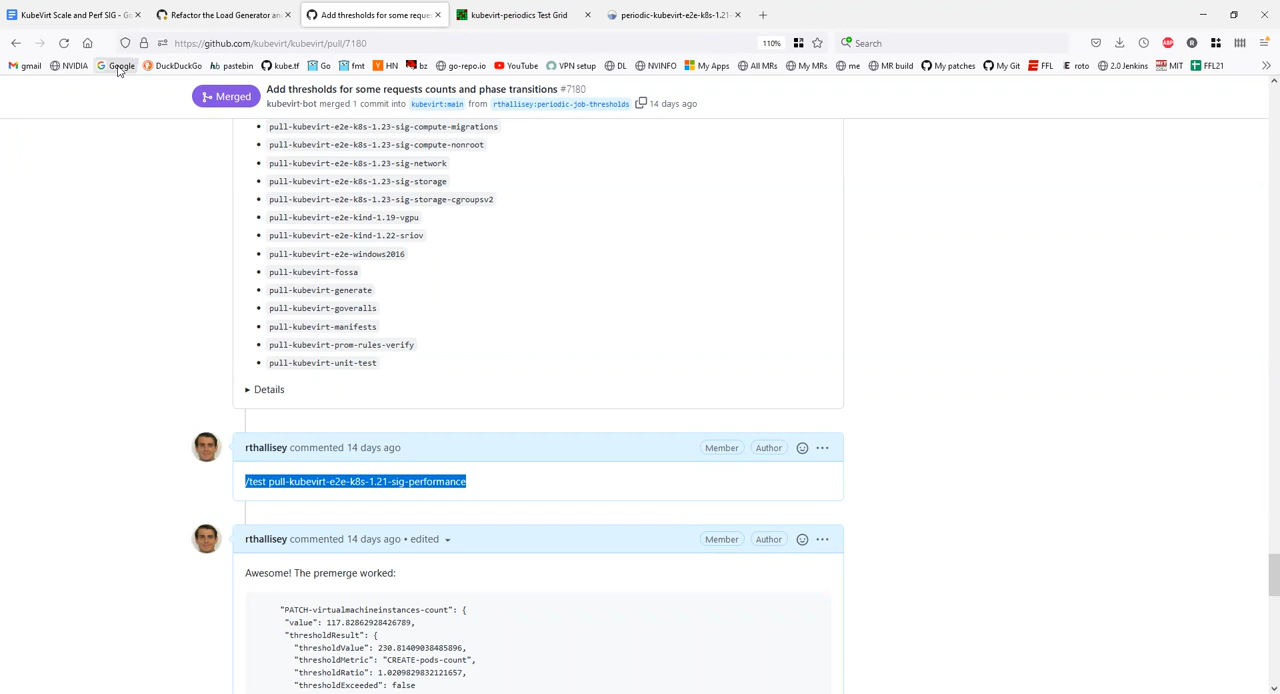 KubeVirt Scale and Perf SIG - Go
Refactor the Load Generator and
Add thresholds for some reques
kubevirt-periodics Test Grid
periodic-kubevirt-e2e-k8s-1.21-
https://github.com/kubevirt/kubevirt/pull/7180
110%
Search
gmail
NVIDIA
Google
DuckDuckGo
hb pastebin
kube.tf
Go
fmt
HN
bz
go-repo.io
YouTube
VPN setup
DL
NVINFO
My Apps
All MRs
My MRs
me
MR build
My patches
My Git
FFL
roto
2.0 Jenkins
MIT
FFL21
Merged
Add thresholds for some requests counts and phase transitions #7180
kubevirt-bot merged 1 commit into kubevirt:main from rthallisey:periodic-job-thresholds 14 days ago
pull-kubevirt-e2e-k8s-1.23-sig-compute-migrations
pull-kubevirt-e2e-k8s-1.23-sig-compute-nonroot
pull-kubevirt-e2e-k8s-1.23-sig-network
pull-kubevirt-e2e-k8s-1.23-sig-storage
pull-kubevirt-e2e-k8s-1.23-sig-storage-cgroupsv2
pull-kubevirt-e2e-kind-1.19-vgpu
pull-kubevirt-e2e-kind-1.22-sriov
pull-kubevirt-e2e-windows2016
pull-kubevirt-fossa
pull-kubevirt-generate
pull-kubevirt-goveralls
pull-kubevirt-manifests
pull-kubevirt-prom-rules-verify
pull-kubevirt-unit-test
Details
rthallisey commented 14 days ago
Member
Author
/test pull-kubevirt-e2e-k8s-1.21-sig-performance
rthallisey commented 14 days ago • edited
Member
Author
Awesome! The premerge worked:
"PATCH-virtualmachineinstances-count": {
"value": 117.82862928426789,
"thresholdResult": {
"thresholdValue": 230.81409038485896,
"thresholdMetric": "CREATE-pods-count",
"thresholdRatio": 1.0209829832121657,
"thresholdExceeded": false